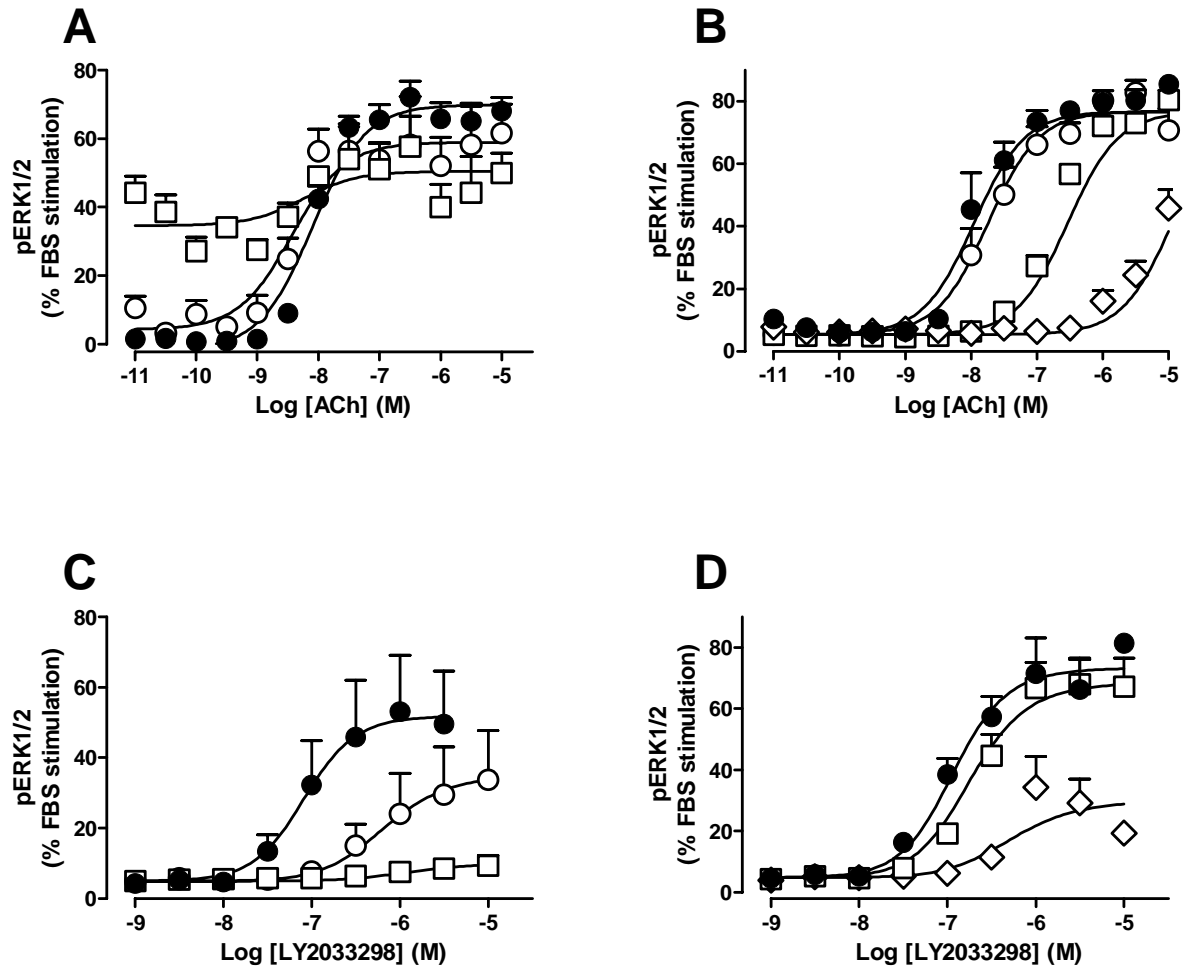 A
pERK1/2
(% FBS stimulation)
80
60
40
20
0
-11 -10 -9 -8 -7 -6 -5
Log [ACh] (M)
B
pERK1/2
(% FBS stimulation)
80
60
40
20
0
-11 -10 -9 -8 -7 -6 -5
Log [ACh] (M)
C
pERK1/2
(% FBS stimulation)
80
60
40
20
0
-9 -8 -7 -6 -5
Log [LY2033298] (M)
D
pERK1/2
(% FBS stimulation)
80
60
40
20
0
-9 -8 -7 -6 -5
Log [LY2033298] (M)